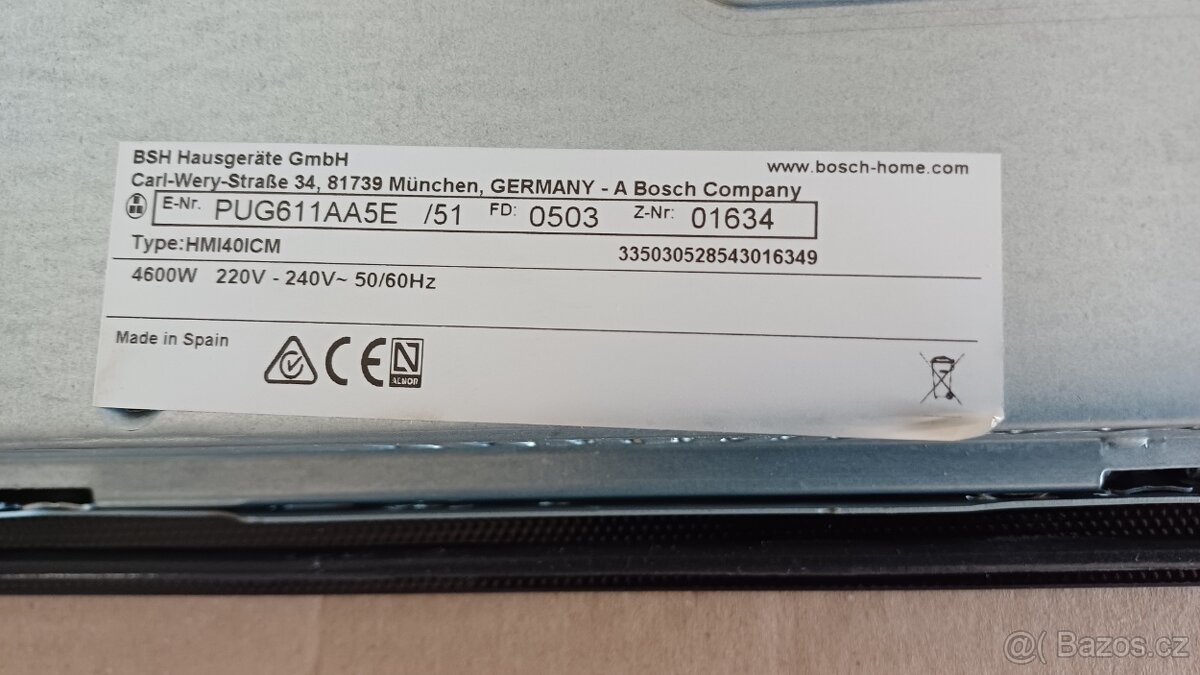 BSH Hausgeräte GmbH
www.bosch-home.com
Carl-Wery-Straße 34, 81739 München, GERMANY - A Bosch Company
E-Nr. PUG611AA5E /51 FD: 0503 Z-Nr: 01634
Type:HMI40ICM
335030528543016349
4600W 220V - 240V~ 50/60Hz
Made in Spain
CE
N
AENOR
@( Bazos.cz